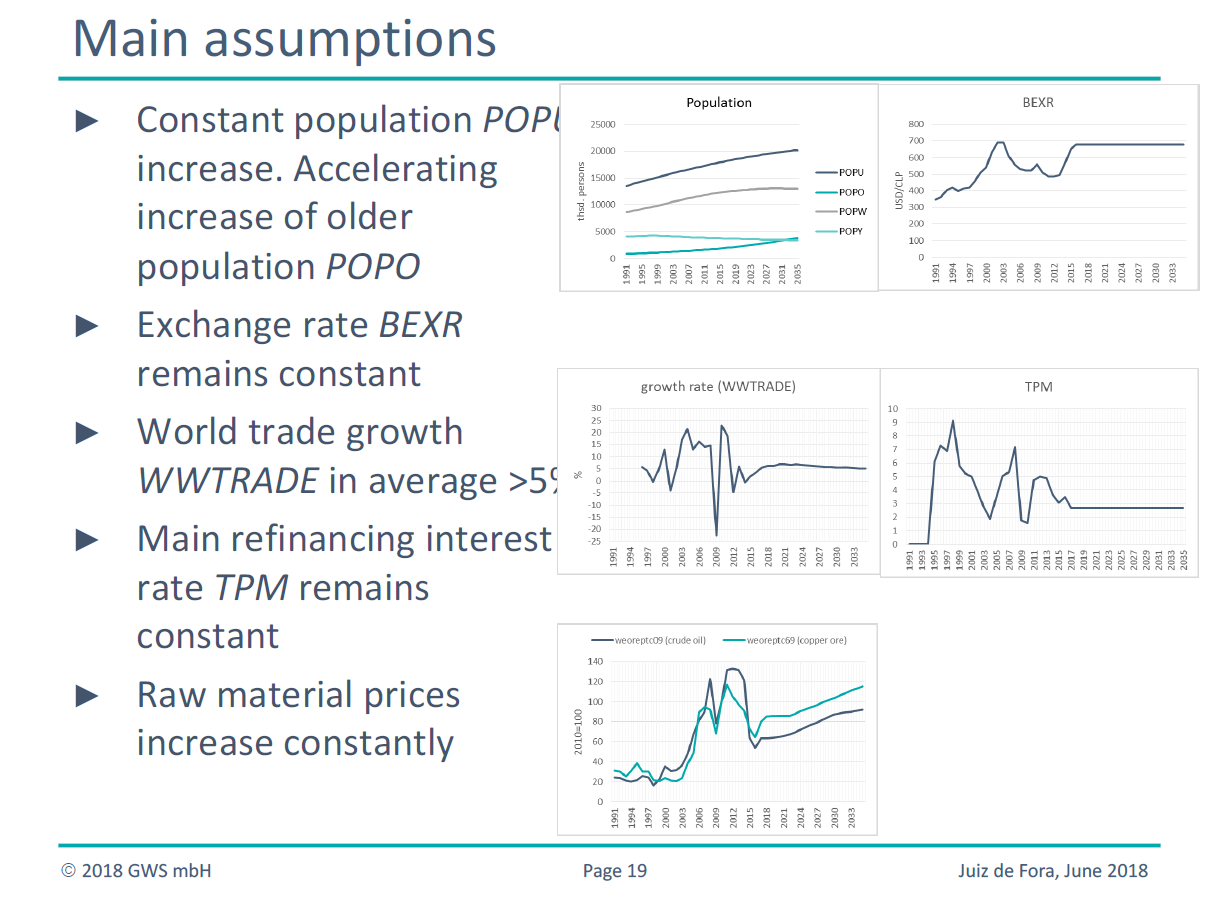 Main assumptions
► Constant population POPU
increase. Accelerating
increase of older
population POPO
► Exchange rate BEXR
remains constant
► World trade growth
WWTRADE in average >5%
► Main refinancing interest
rate TPM remains
constant
► Raw material prices
increase constantly
Population
25000
20000
15000
10000
5000
0
thsd. persons
1991 1995 1999 2003 2007 2011 2015 2019 2023 2027 2031 2035
POPU
POPO
POPW
POPY
BEXR
800
700
600
500
400
300
200
100
0
USD/CLP
1991 1994 1997 2000 2003 2006 2009 2012 2015 2018 2021 2024 2027 2030 2033
growth rate (WWTRADE)
30
25
20
15
10
5
0
-5
-10
-15
-20
-25
%
1991 1994 1997 2000 2003 2006 2009 2012 2015 2018 2021 2024 2027 2030 2033
TPM
10
9
8
7
6
5
4
3
2
1
0
1991 1993 1995 1997 1999 2001 2003 2005 2007 2009 2011 2013 2015 2017 2019 2021 2023 2025 2027 2029 2031 2033 2035
weoreptc09 (crude oil) weoreptc69 (copper ore)
140
120
100
80
60
40
20
0
2010=100
1991 1994 1997 2000 2003 2006 2009 2012 2015 2018 2021 2024 2027 2030 2033
© 2018 GWS mbH Page 19 Juiz de Fora, June 2018